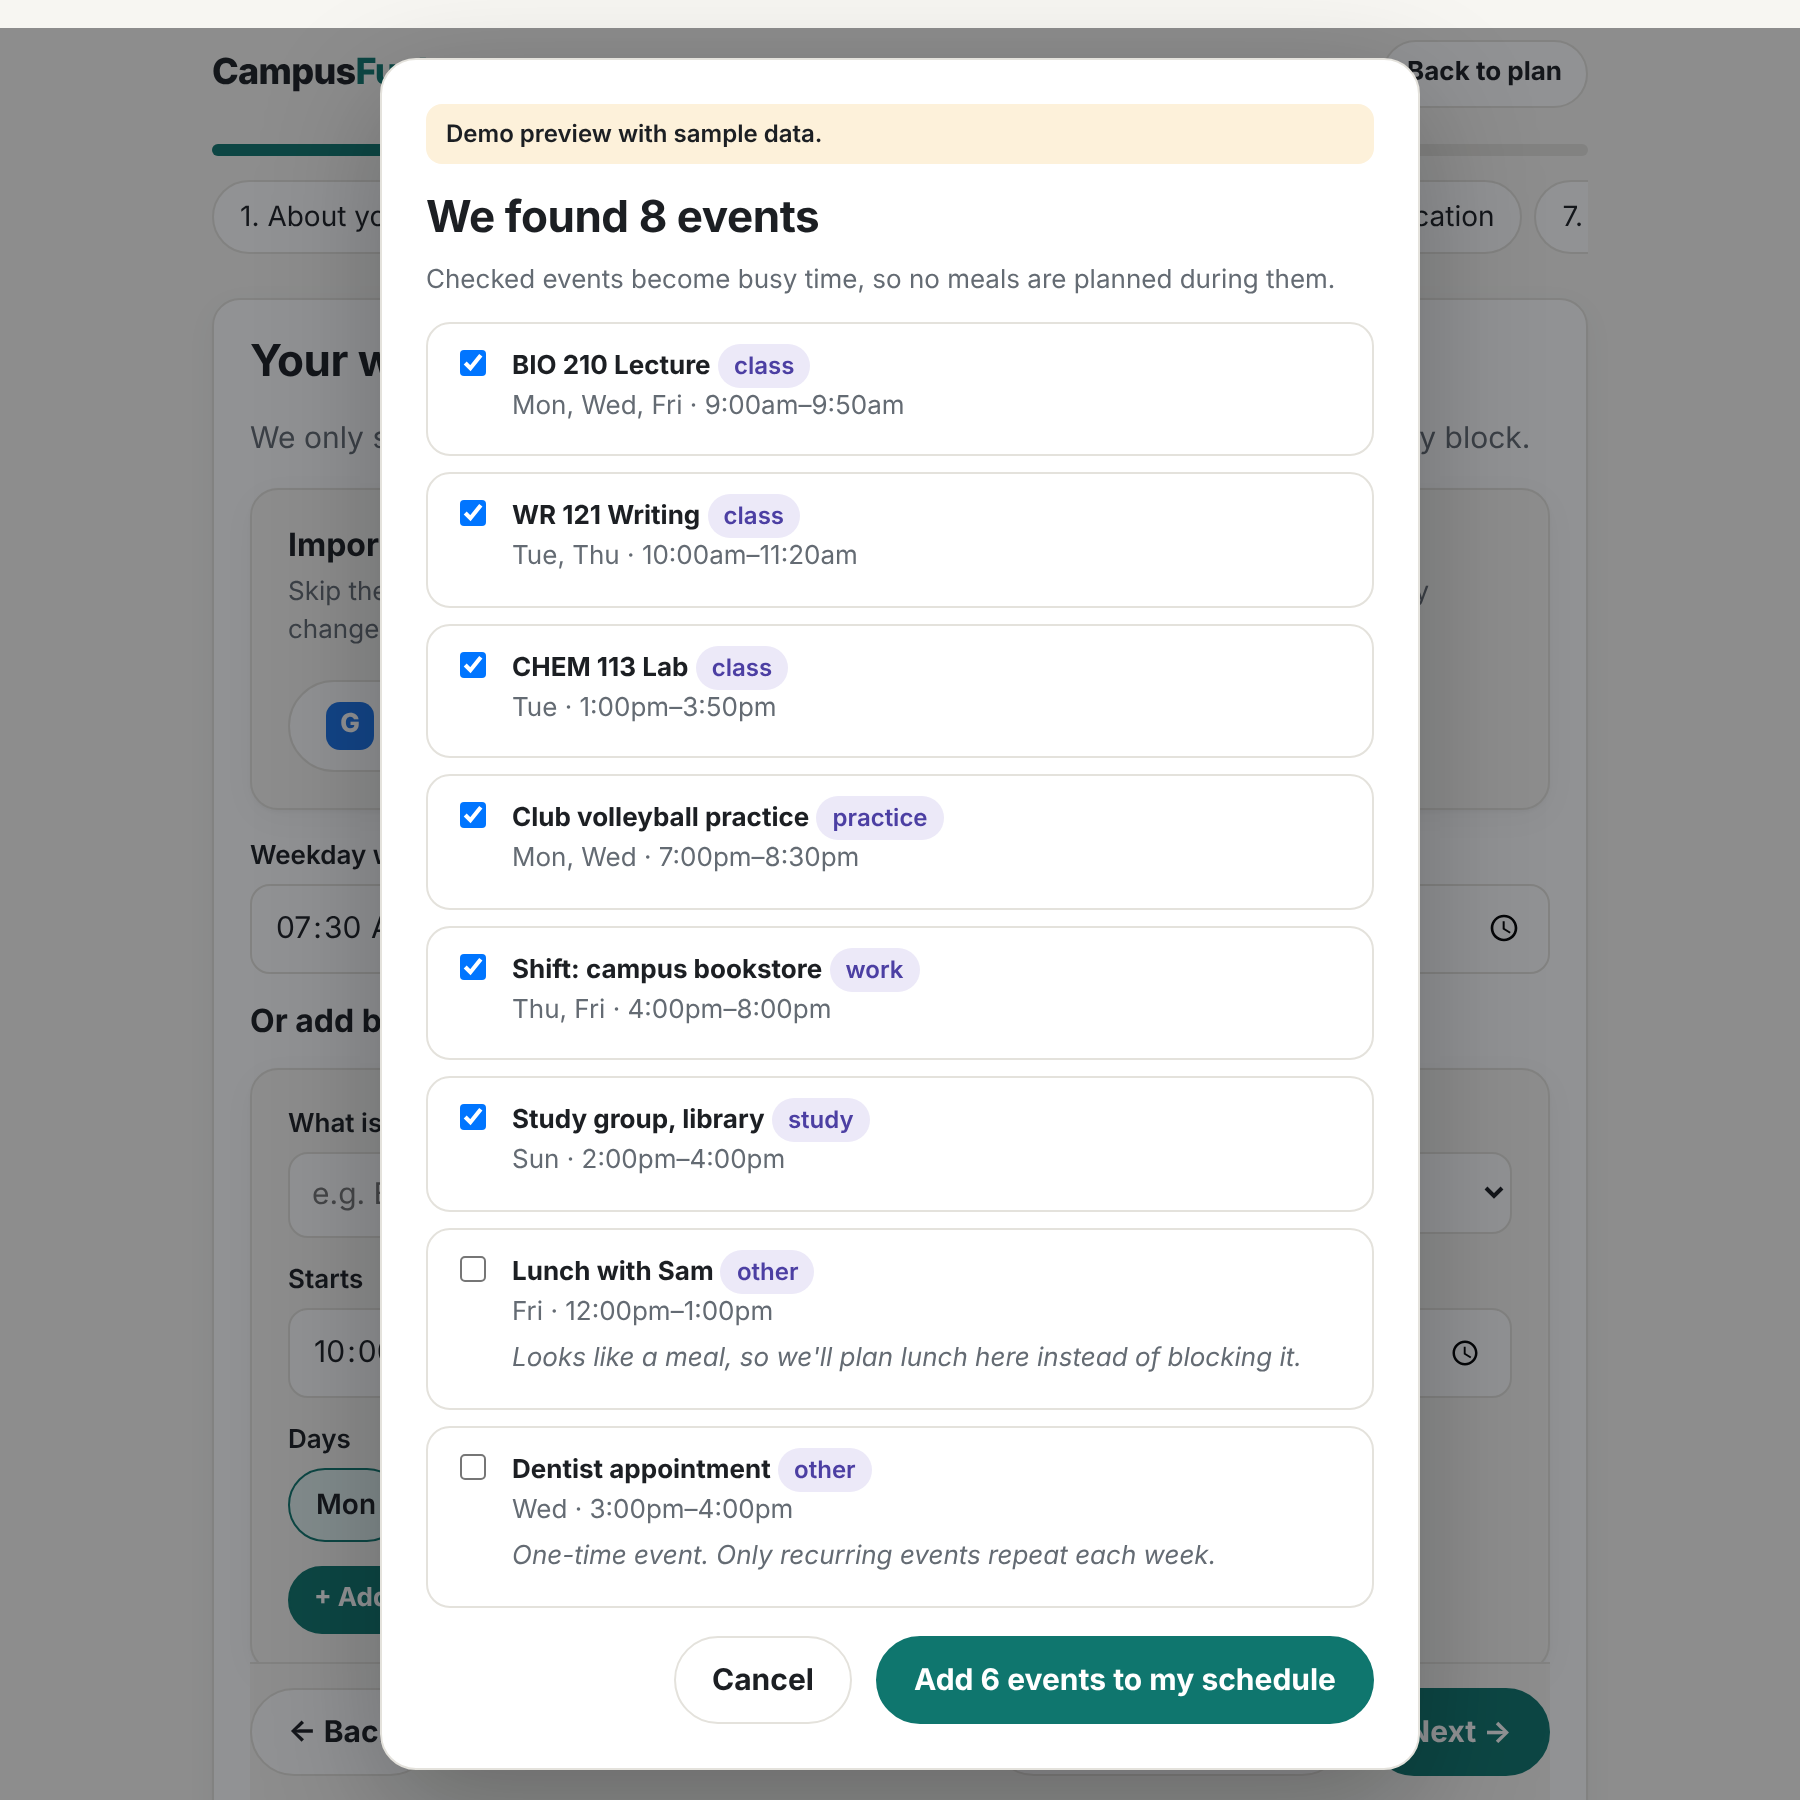 CampusFu
Back to plan
Demo preview with sample data.
1. About yo
cation
7.
We found 8 events
Checked events become busy time, so no meals are planned during them.
Your w
We only s
y block.
BIO 210 Lecture class
Mon, Wed, Fri · 9:00am–9:50am
WR 121 Writing class
Tue, Thu · 10:00am–11:20am
Impor
Skip the
y
change
CHEM 113 Lab class
Tue · 1:00pm–3:50pm
G
Club volleyball practice practice
Mon, Wed · 7:00pm–8:30pm
Weekday w
07:30 A
Shift: campus bookstore work
Thu, Fri · 4:00pm–8:00pm
Or add b
Study group, library study
Sun · 2:00pm–4:00pm
What is
e.g. B
Lunch with Sam other
Fri · 12:00pm–1:00pm
Looks like a meal, so we'll plan lunch here instead of blocking it.
Starts
10:00
Days
Mon
Dentist appointment other
Wed · 3:00pm–4:00pm
One-time event. Only recurring events repeat each week.
+ Add
Cancel
Add 6 events to my schedule
← Bac
Next →